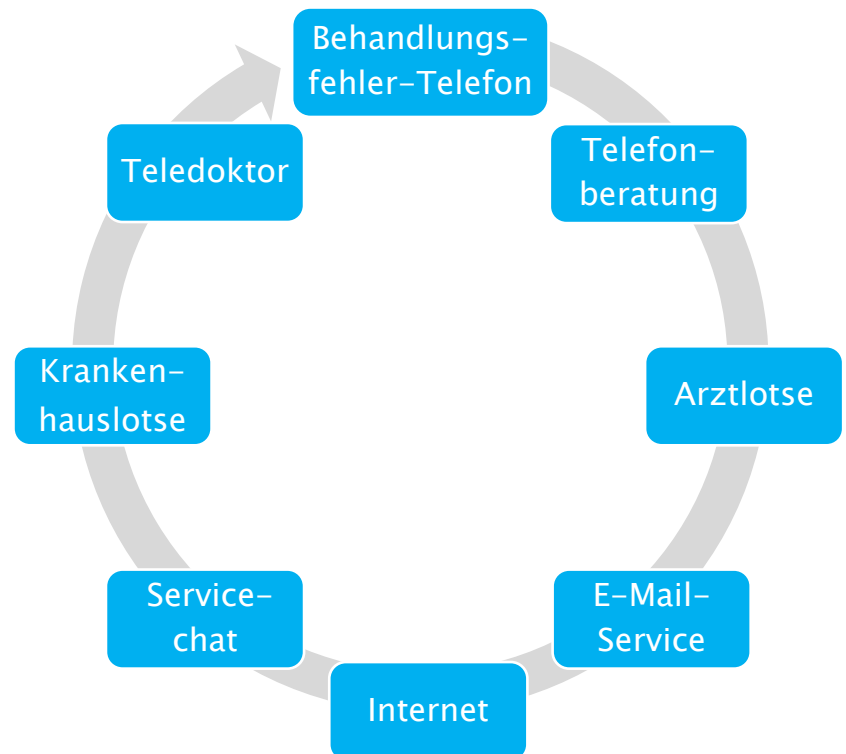 Behandlungs-
fehler-Telefon
Telefon-
beratung
Arztlotse
E-Mail-
Service
Internet
Service-
chat
Kranken-
hauslotse
Teledoktor